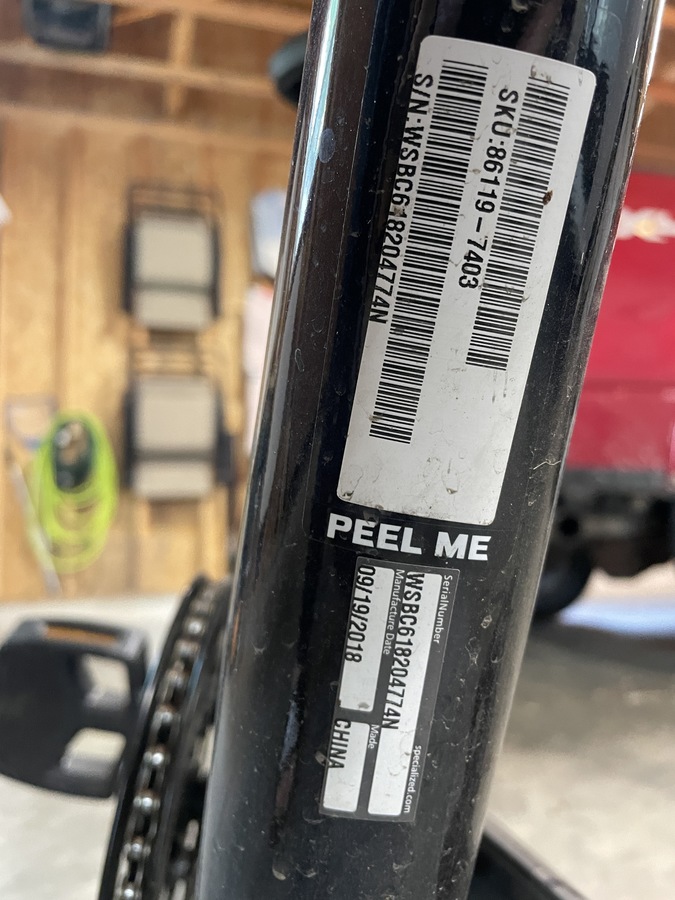 SKU:86119-7403
S/N:WSBC618204774N
PEEL ME
SerialNumber
specialized.com
WSBC618204774N
Manufacture Date
Made
09/19/2018
CHINA